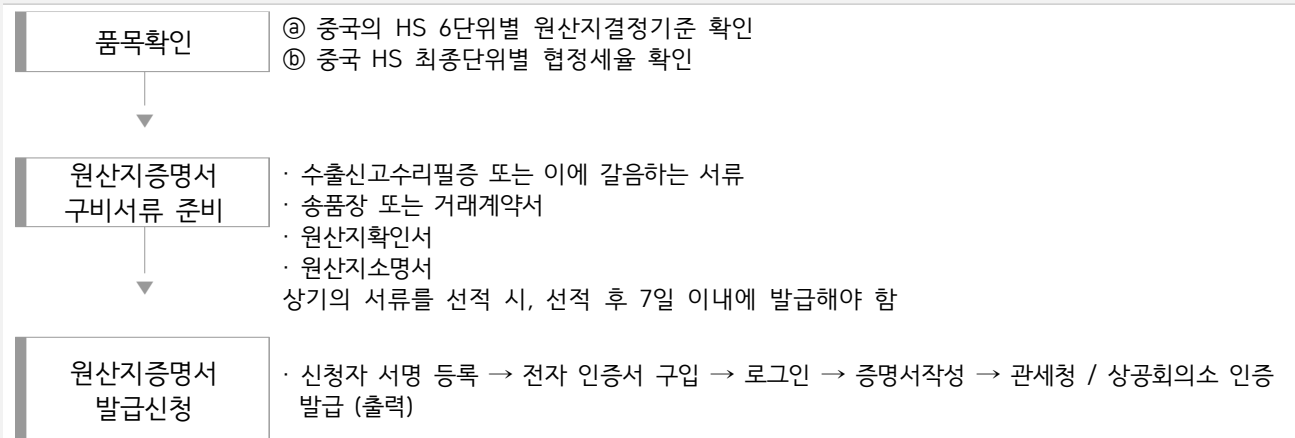 품목확인
ⓐ 중국의 HS 6단위별 원산지결정기준 확인
ⓑ 중국 HS 최종단위별 협정세율 확인
원산지증명서
구비서류 준비
· 수출신고수리필증 또는 이에 갈음하는 서류
· 송품장 또는 거래계약서
· 원산지확인서
· 원산지소명서
상기의 서류를 선적 시, 선적 후 7일 이내에 발급해야 함
원산지증명서
발급신청
· 신청자 서명 등록 → 전자 인증서 구입 → 로그인 → 증명서작성 → 관세청 / 상공회의소 인증
발급 (출력)